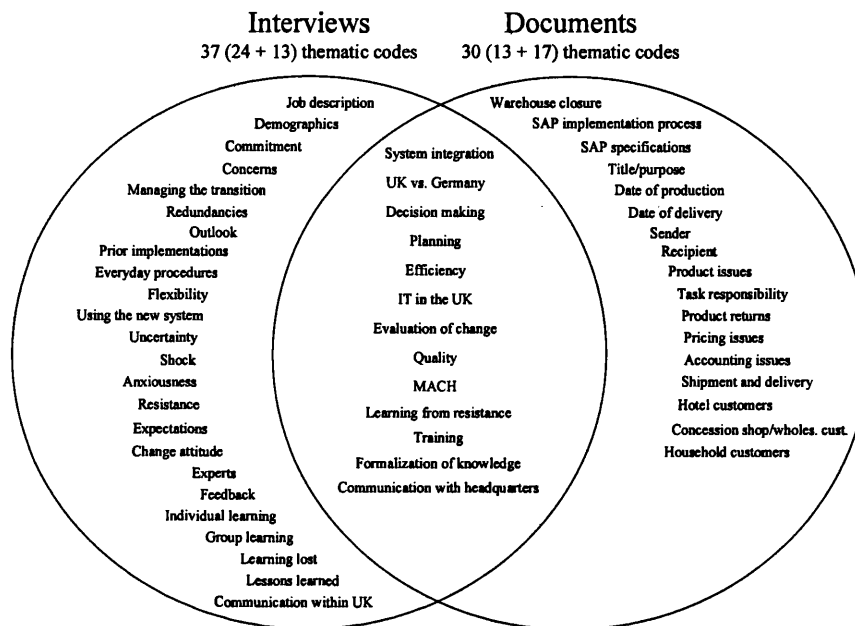 Interviews
37 (24 + 13) thematic codes
Documents
30 (13 + 17) thematic codes
Job description
Demographics
Commitment
Concerns
Managing the transition
Redundancies
Outlook
Prior implementations
Everyday procedures
Flexibility
Using the new system
Uncertainty
Shock
Anxiousness
Resistance
Expectations
Change attitude
Experts
Feedback
Individual learning
Group learning
Learning lost
Lessons learned
Communication within UK
System integration
UK vs. Germany
Decision making
Planning
Efficiency
IT in the UK
Evaluation of change
Quality
MACH
Learning from resistance
Training
Formalization of knowledge
Communication with headquarters
Warehouse closure
SAP implementation process
SAP specifications
Title/purpose
Date of production
Date of delivery
Sender
Recipient
Product issues
Task responsibility
Product returns
Pricing issues
Accounting issues
Shipment and delivery
Hotel customers
Concession shop/wholes. cust.
Household customers